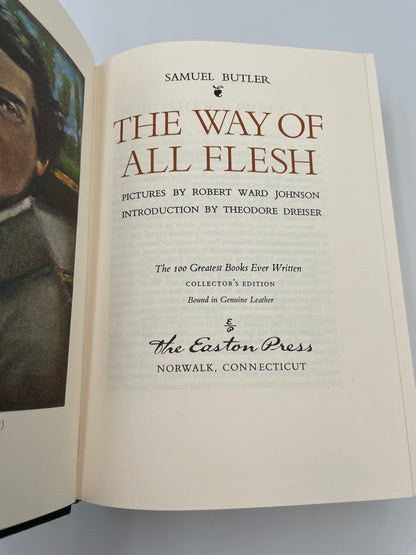 SAMUEL BUTLER
THE WAY OF
ALL FLESH
PICTURES BY ROBERT WARD JOHNSON
INTRODUCTION BY THEODORE DREISER
The 100 Greatest Books Ever Written
COLLECTOR'S EDITION
Bound in Genuine Leather
E
P
The Easton Press
NORWALK, CONNECTICUT